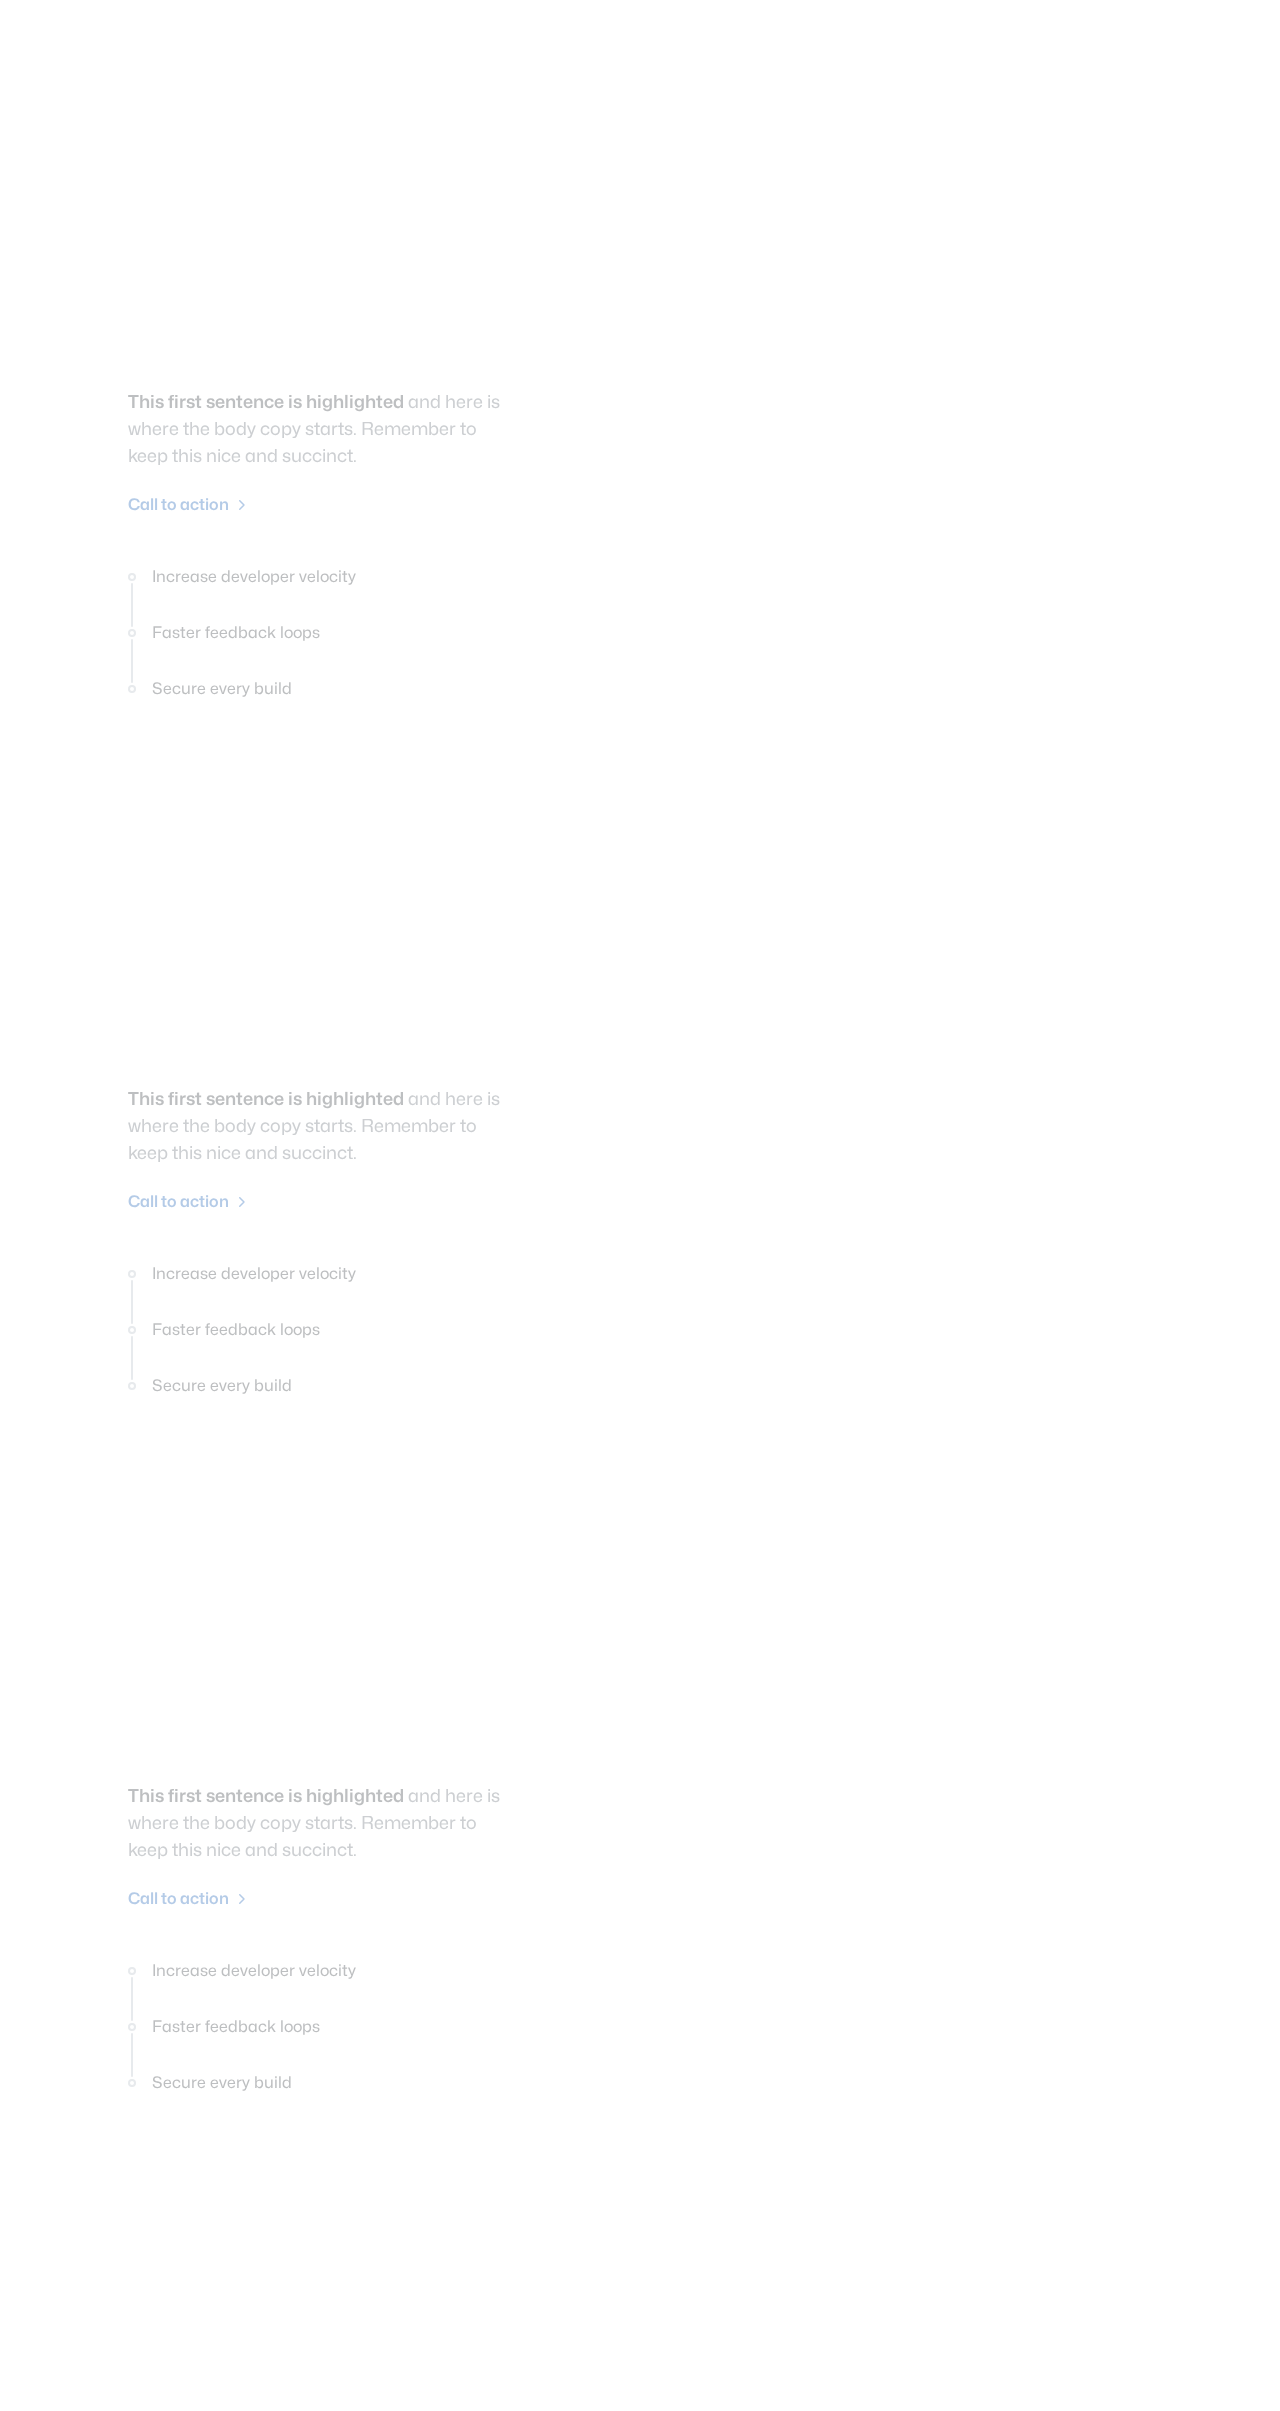 This first sentence is highlighted and here is
where the body copy starts. Remember to
keep this nice and succinct.
Call to action
Increase developer velocity
Faster feedback loops
Secure every build
This first sentence is highlighted and here is
where the body copy starts. Remember to
keep this nice and succinct.
Call to action
Increase developer velocity
Faster feedback loops
Secure every build
This first sentence is highlighted and here is
where the body copy starts. Remember to
keep this nice and succinct.
Call to action
Increase developer velocity
Faster feedback loops
Secure every build